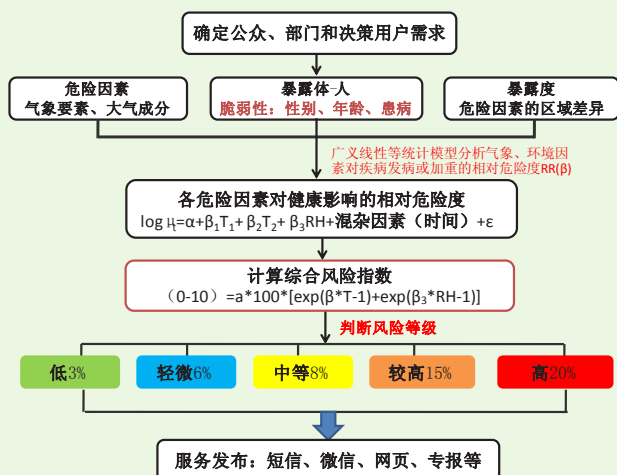 确定公众、部门和决策用户需求
危险因素
气象要素、大气成分
暴露体-人
脆弱性：性别、年龄、患病
暴露度
危险因素的区域差异
广义线性等统计模型分析气象、环境因
素对疾病发病或加重的相对危险度RR(β)
各危险因素对健康影响的相对危险度
log μt=α+β1T1+β2T2+ β3RH+混杂因素（时间）+ε
计算综合风险指数
（0-10）=a*100*[exp(β*T-1)+exp(β3*RH-1)]
判断风险等级
低3%
轻微6%
中等8%
较高15%
高20%
服务发布：短信、微信、网页、专报等